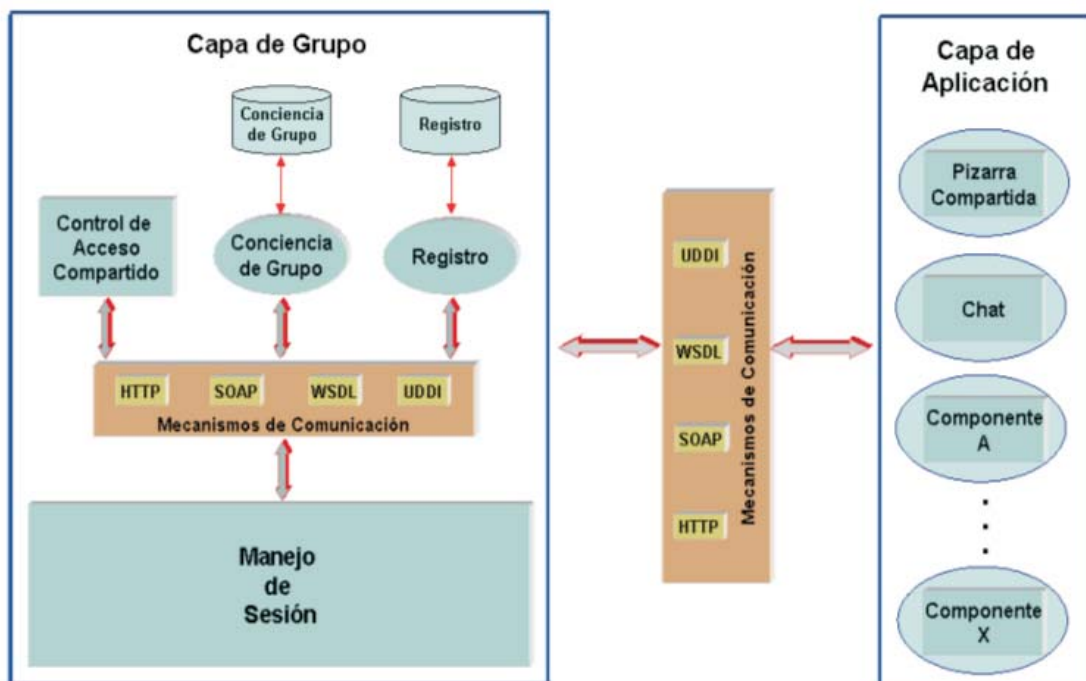 Capa de Grupo
Conciencia
de Grupo
Registro
Control de
Acceso
Compartido
Conciencia
de Grupo
Registro
HTTP
SOAP
WSDL
UDDI
Mecanismos de Comunicación
Manejo
de
Sesión
UDDI
WSDL
SOAP
HTTP
Mecanismos de Comunicación
Capa de
Aplicación
Pizarra
Compartida
Chat
Componente
A
Componente
X